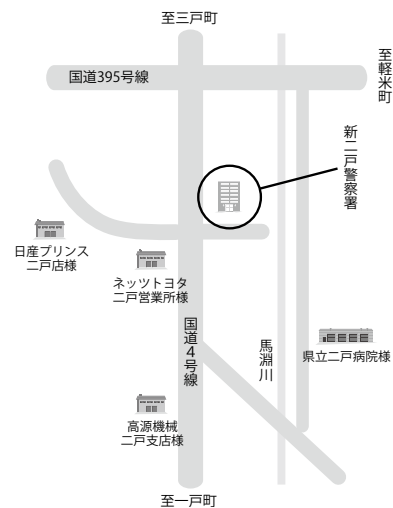 至三戸町
国道395号線
至軽米町
新二戸警察署
日産プリンス
二戸店様
ネッツトヨタ
二戸営業所様
国道4号線
馬淵川
県立二戸病院様
高源機械
二戸支店様
至一戸町